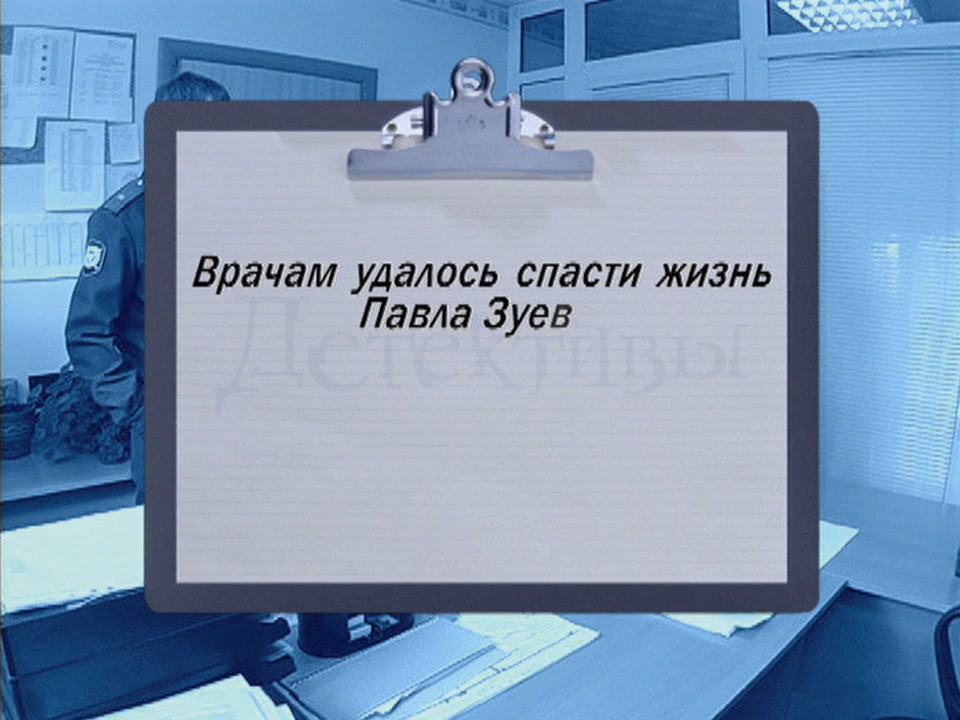 Врачам удалось спасти жизнь
Павла Зуев
Детективы